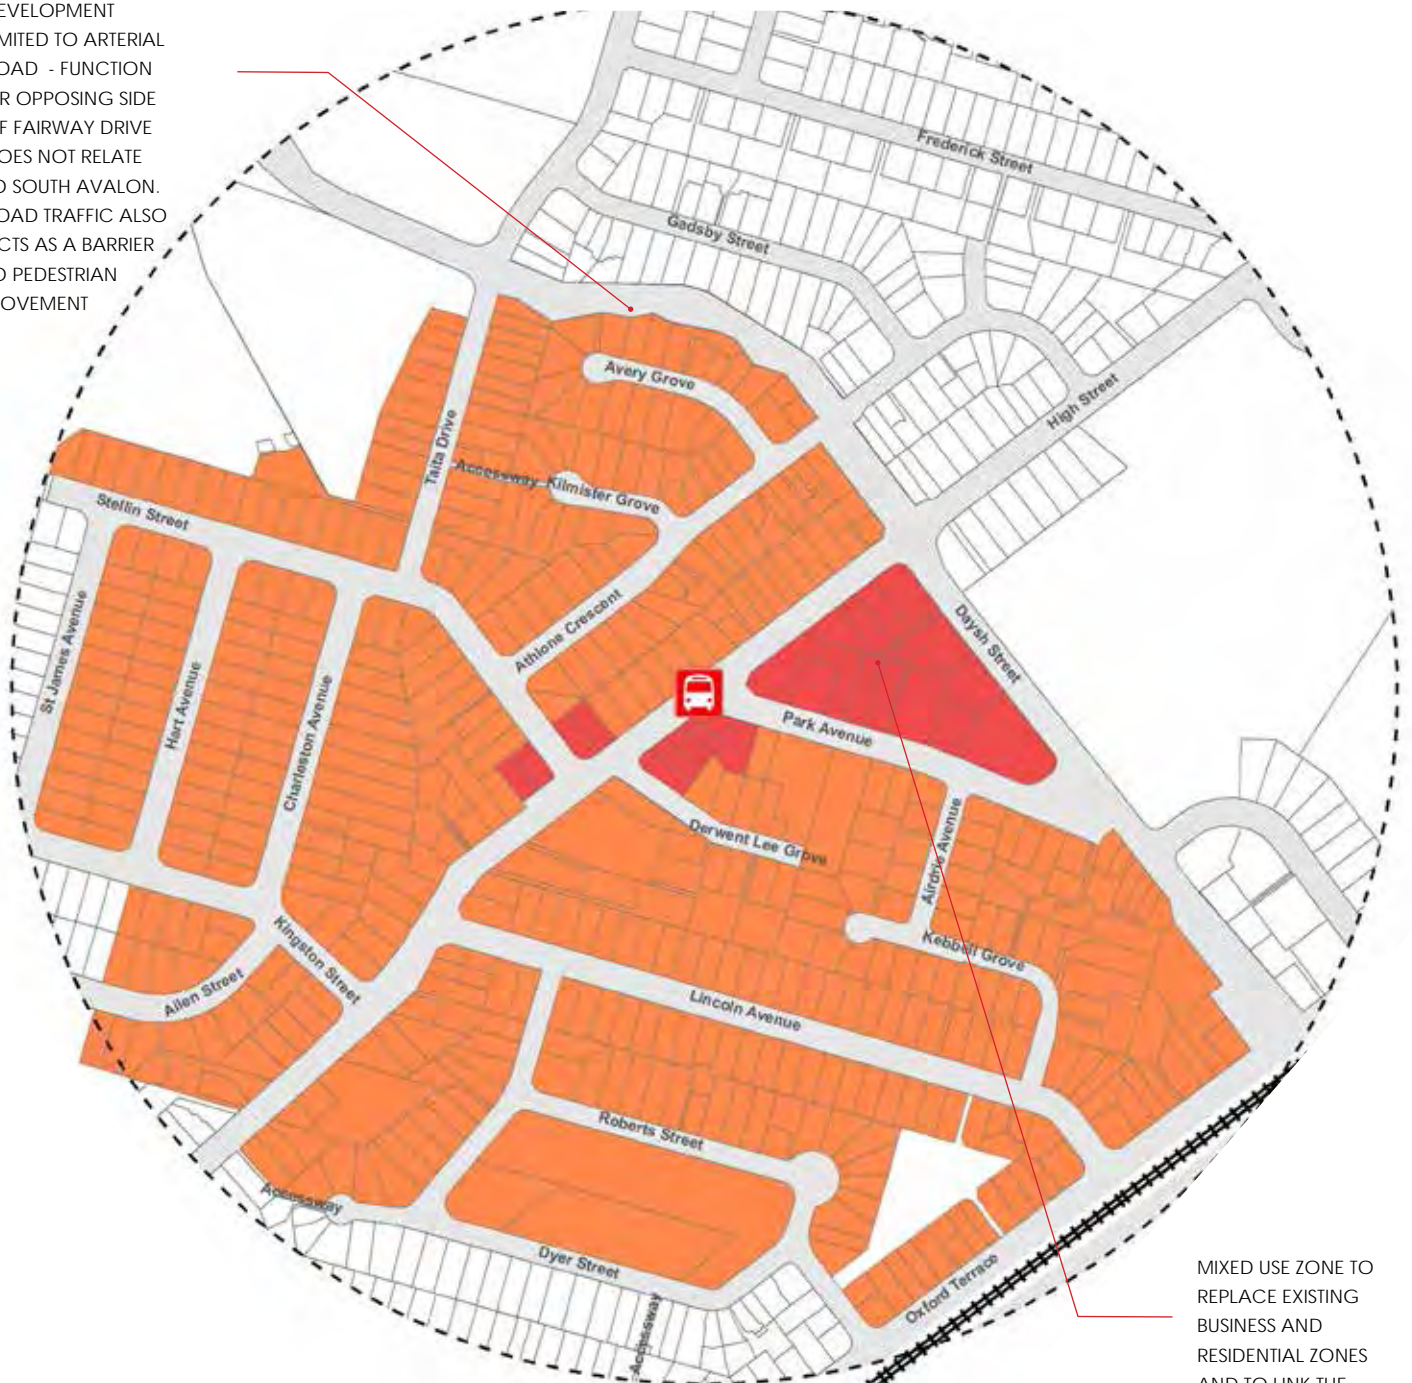 EVELOPMENT
MITED TO ARTERIAL
OAD - FUNCTION
R OPPOSING SIDE
F FAIRWAY DRIVE
OES NOT RELATE
O SOUTH AVALON.
OAD TRAFFIC ALSO
CTS AS A BARRIER
O PEDESTRIAN
OVEMENT
Frederick Street
Gadsby Street
High Street
Avery Grove
Taita Drive
Accessway
Kilmister Grove
Stellin Street
Athlone Crescent
Daysh Street
St James Avenue
Hart Avenue
Charleston Avenue
Park Avenue
Derwent Lee Grove
Airdrie Avenue
Kebbell Grove
Kingston Street
Allen Street
Lincoln Avenue
Roberts Street
Accessway
Dyer Street
Accessway
Oxford Terrace
MIXED USE ZONE TO
REPLACE EXISTING
BUSINESS AND
RESIDENTIAL ZONES
AND TO LINK THE